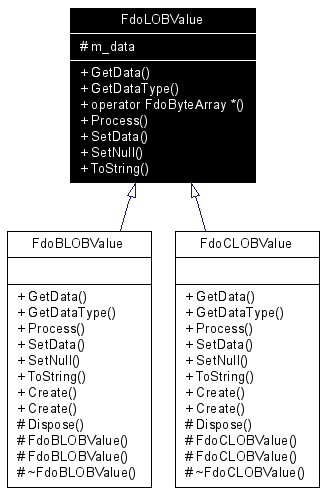 FdoLOBValue
# m_data
+ GetData()
+ GetDataType()
+ operator FdoByteArray *()
+ Process()
+ SetData()
+ SetNull()
+ ToString()
FdoBLOBValue
+ GetData()
+ GetDataType()
+ Process()
+ SetData()
+ SetNull()
+ ToString()
+ Create()
+ Create()
# Dispose()
# FdoBLOBValue()
# FdoBLOBValue()
# ~FdoBLOBValue()
FdoCLOBValue
+ GetData()
+ GetDataType()
+ Process()
+ SetData()
+ SetNull()
+ ToString()
+ Create()
+ Create()
# Dispose()
# FdoCLOBValue()
# FdoCLOBValue()
# ~FdoCLOBValue()